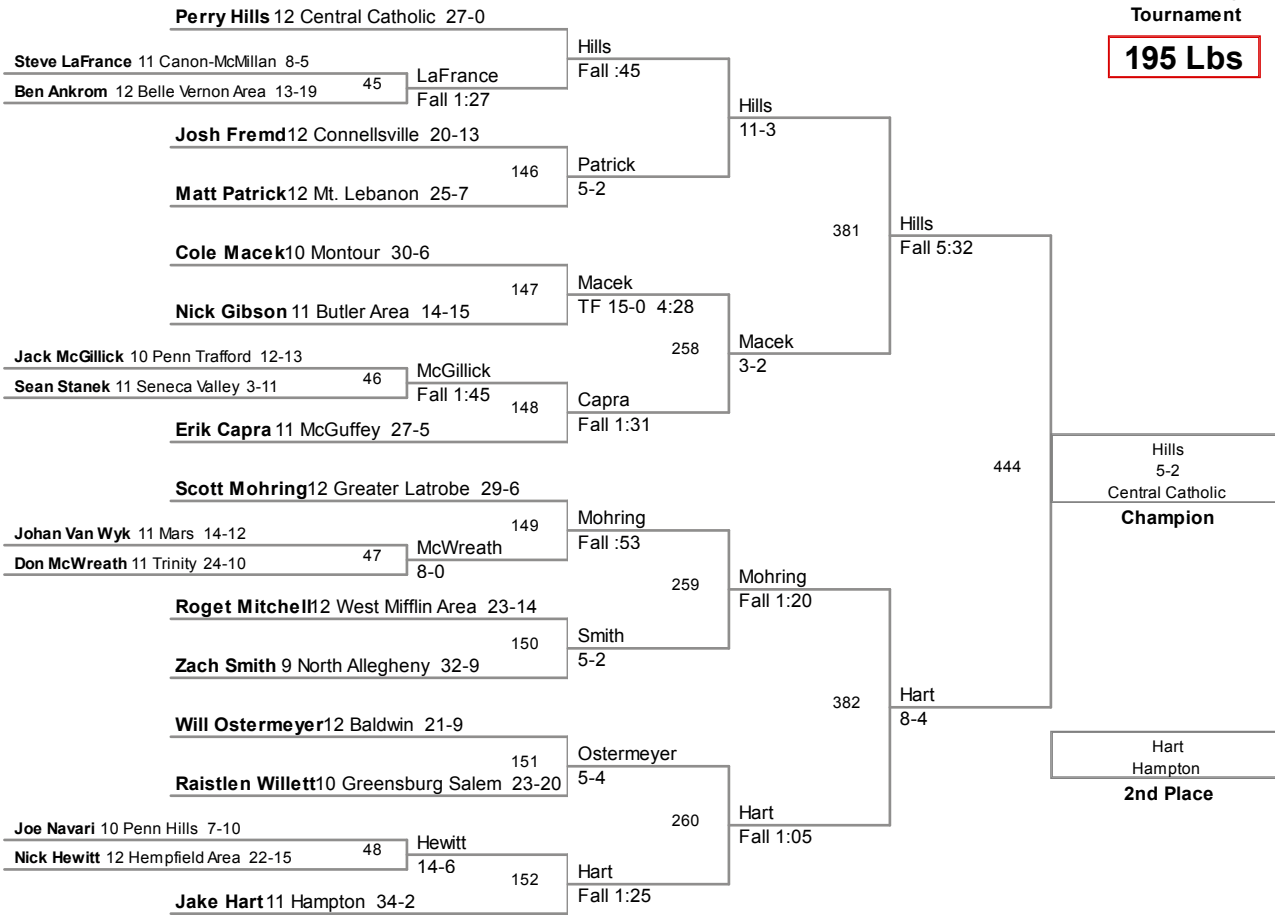 Perry Hills 12 Central Catholic 27-0
Tournament
195 Lbs
Hills
Fall :45
Steve LaFrance 11 Canon-McMillan 8-5
45
LaFrance
Ben Ankrom 12 Belle Vernon Area 13-19
Fall 1:27
Hills
11-3
Josh Fremd 12 Connellsville 20-13
146
Patrick
5-2
Matt Patrick 12 Mt. Lebanon 25-7
381
Hills
Fall 5:32
Cole Macek 10 Montour 30-6
147
Macek
TF 15-0 4:28
Nick Gibson 11 Butler Area 14-15
258
Macek
3-2
Jack McGillick 10 Penn Trafford 12-13
46
McGillick
Sean Stanek 11 Seneca Valley 3-11
Fall 1:45
148
Capra
Fall 1:31
Erik Capra 11 McGuffey 27-5
444
Hills
5-2
Central Catholic
Champion
Scott Mohring 12 Greater Latrobe 29-6
149
Mohring
Fall :53
Johan Van Wyk 11 Mars 14-12
47
McWreath
Don McWreath 11 Trinity 24-10
8-0
259
Mohring
Fall 1:20
Roget Mitchell 12 West Mifflin Area 23-14
150
Smith
5-2
Zach Smith 9 North Allegheny 32-9
382
Hart
8-4
Will Ostermeyer 12 Baldwin 21-9
151
Ostermeyer
5-4
Raistlen Willett 10 Greensburg Salem 23-20
Hart
Hampton
2nd Place
260
Hart
Fall 1:05
Joe Navari 10 Penn Hills 7-10
48
Hewitt
Nick Hewitt 12 Hempfield Area 22-15
14-6
152
Hart
Fall 1:25
Jake Hart 11 Hampton 34-2